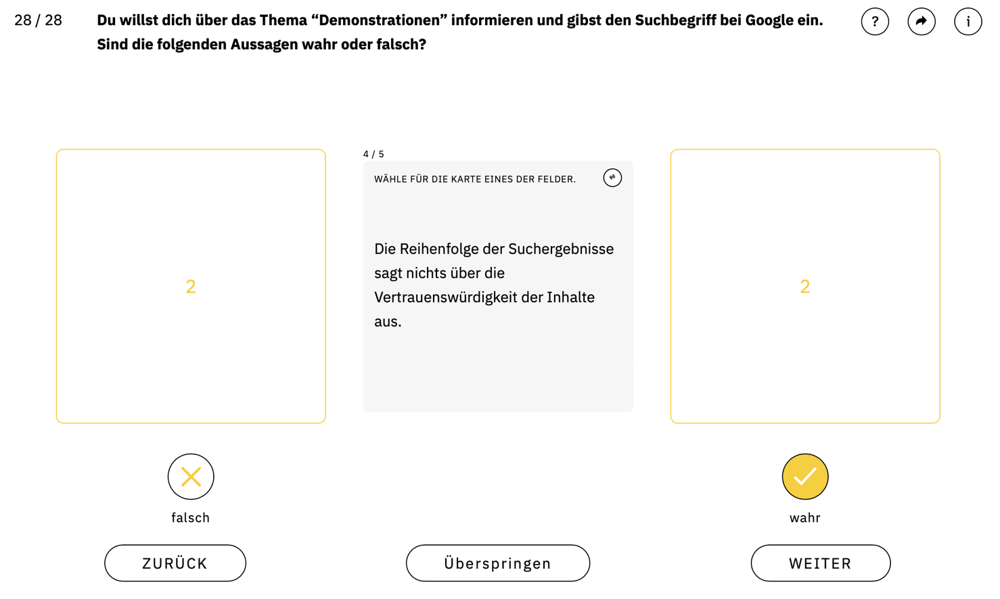 28 / 28
Du willst dich über das Thema “Demonstrationen” informieren und gibst den Suchbegriff bei Google ein.
Sind die folgenden Aussagen wahr oder falsch?
?
i
4 / 5
WÄHLE FÜR DIE KARTE EINES DER FELDER.
Die Reihenfolge der Suchergebnisse
sagt nichts über die
Vertrauenswürdigkeit der Inhalte
aus.
2
2
falsch
wahr
ZURÜCK
Überspringen
WEITER